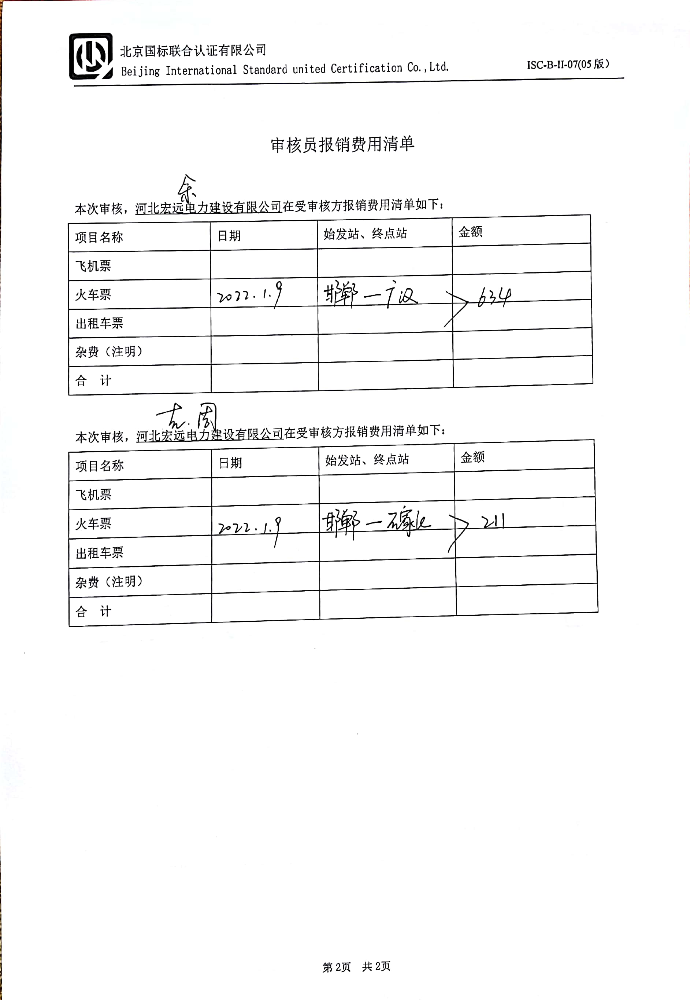 北京国标联合认证有限公司
Beijing International Standard united Certification Co.,Ltd.
ISC-B-II-07(05版)
审核员报销费用清单
余
本次审核，河北宏远电力建设有限公司在受审核方报销费用清单如下：
项目名称 日期 始发站、终点站 金额
飞机票
火车票 2022.1.9 邯郸—广汉 634
出租车票
杂费（注明）
合 计
周
本次审核，河北宏远电力建设有限公司在受审核方报销费用清单如下：
项目名称 日期 始发站、终点站 金额
飞机票
火车票 2022.1.9 邯郸—石家庄 211
出租车票
杂费（注明）
合 计
第2页 共2页